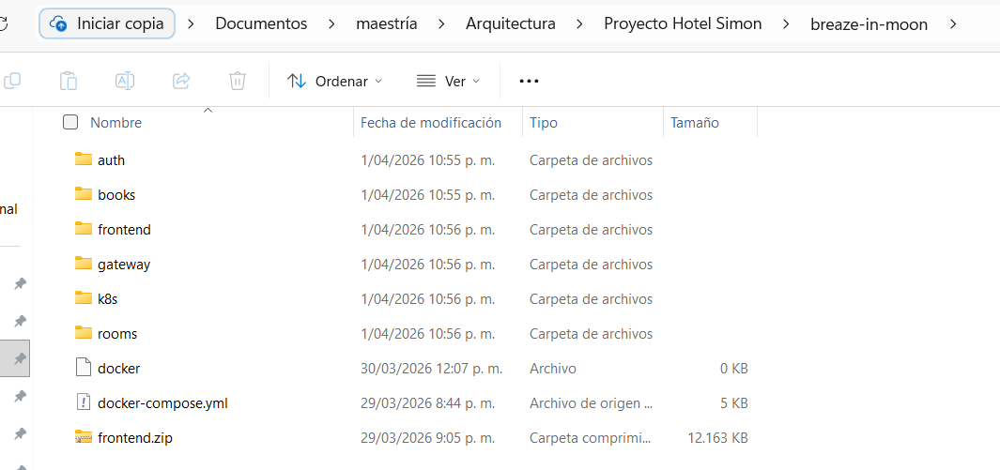 Iniciar copia > Documentos > maestría > Arquitectura > Proyecto Hotel Simon > breaze-in-moon >
Ordenar Ver ...
Nombre Fecha de modificación Tipo Tamaño
auth 1/04/2026 10:55 p. m. Carpeta de archivos
books 1/04/2026 10:55 p. m. Carpeta de archivos
nal
frontend 1/04/2026 10:56 p. m. Carpeta de archivos
gateway 1/04/2026 10:56 p. m. Carpeta de archivos
k8s 1/04/2026 10:56 p. m. Carpeta de archivos
rooms 1/04/2026 10:56 p. m. Carpeta de archivos
docker 30/03/2026 12:07 p. m. Archivo 0 KB
docker-compose.yml 29/03/2026 8:44 p. m. Archivo de origen ... 5 KB
frontend.zip 29/03/2026 9:05 p. m. Carpeta comprimi... 12.163 KB